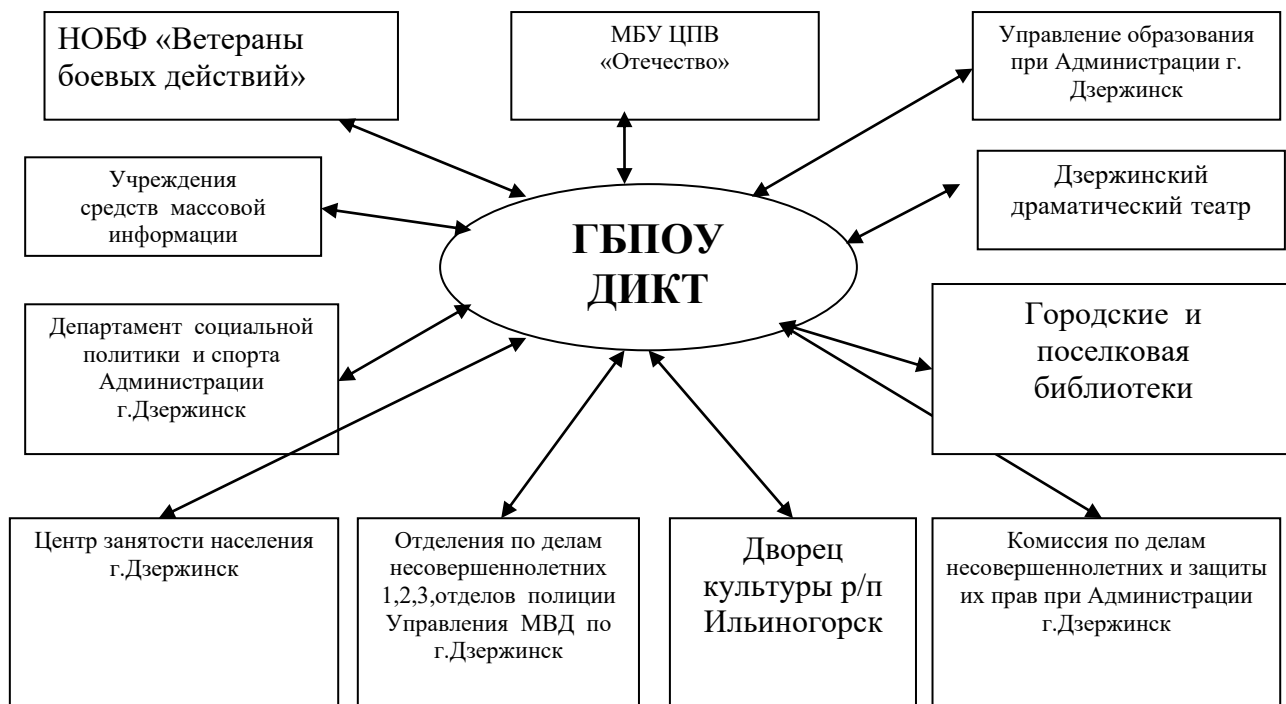 НОБФ «Ветераны
боевых действий»
МБУ ЦПВ
«Отечество»
Управление образования
при Администрации г.
Дзержинск
Учреждения
средств массовой
информации
ГБПОУ
ДИКТ
Дзержинский
драматический театр
Департамент социальной
политики и спорта
Администрации
г.Дзержинск
Городские и
поселковая
библиотеки
Центр занятости населения
г.Дзержинск
Отделения по делам
несовершеннолетних
1,2,3,отделов полиции
Управления МВД по
г.Дзержинск
Дворец
культуры р/п
Ильиногорск
Комиссия по делам
несовершеннолетних и защиты
их прав при Администрации
г.Дзержинск